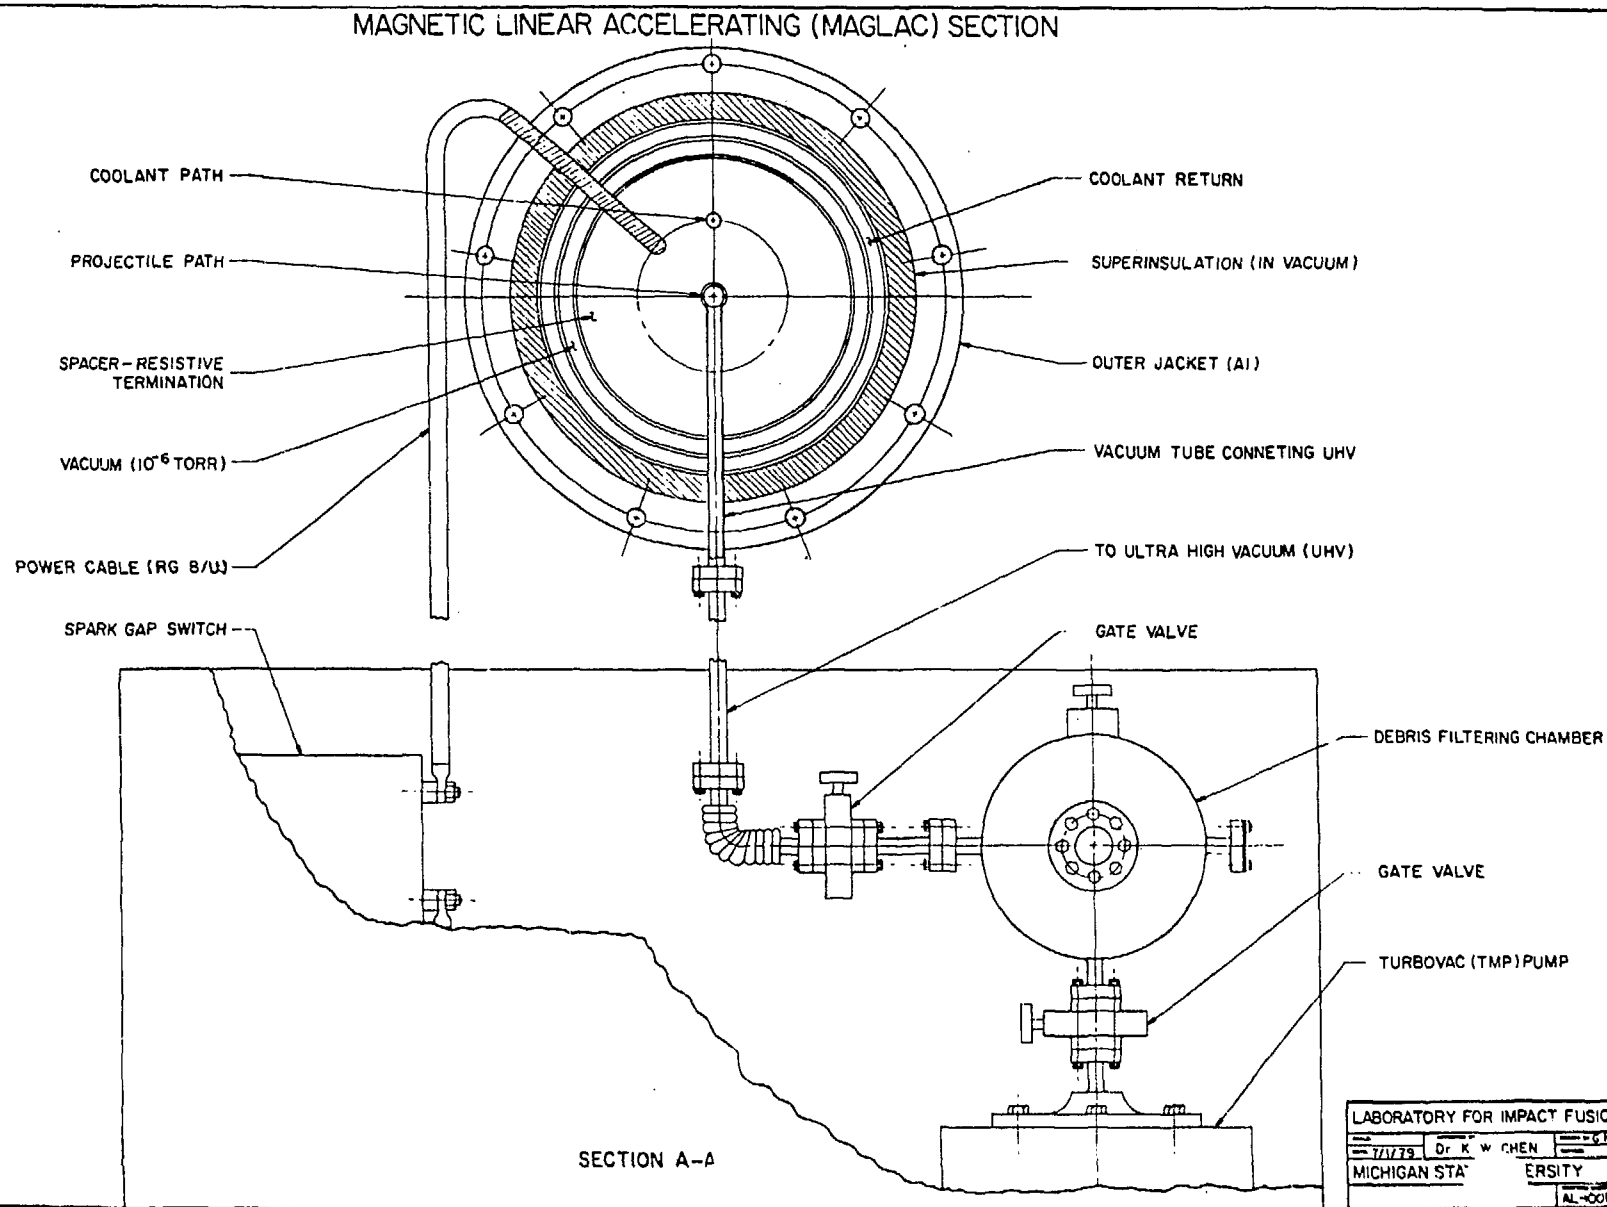 MAGNETIC LINEAR ACCELERATING (MAGLAC) SECTION
COOLANT PATH
PROJECTILE PATH
SPACER-RESISTIVE
TERMINATION
VACUUM (10⁻⁶ TORR)
POWER CABLE (RG 8/U)
SPARK GAP SWITCH
COOLANT RETURN
SUPERINSULATION (IN VACUUM)
OUTER JACKET (Al)
VACUUM TUBE CONNETING UHV
TO ULTRA HIGH VACUUM (UHV)
GATE VALVE
DEBRIS FILTERING CHAMBER
GATE VALVE
TURBOVAC (TMP) PUMP
SECTION A-A
LABORATORY FOR IMPACT
7/1/79 Dr K W CHEN
MICHIGAN